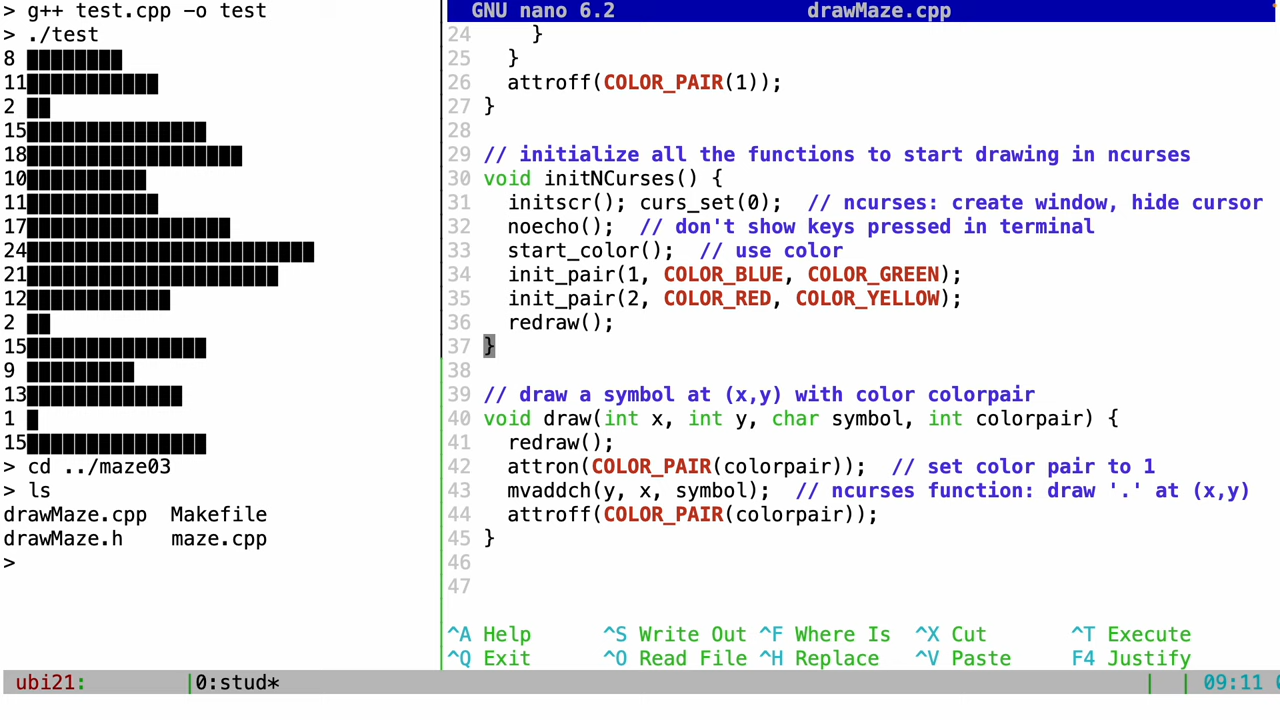 > g++ test.cpp -o test
> ./test
8 ████████
11███████████
2 ██
15███████████████
18██████████████████
10██████████
11███████████
17█████████████████
24████████████████████████
21█████████████████████
12████████████
2 ██
15███████████████
9 █████████
13█████████████
1 █
15███████████████
> cd ../maze03
> ls
drawMaze.cpp  Makefile
drawMaze.h    maze.cpp
>
GNU nano 6.2                drawMaze.cpp
24     }
25   }
26   attroff(COLOR_PAIR(1));
27 }
28
29 // initialize all the functions to start drawing in ncurses
30 void initNCurses() {
31   initscr(); curs_set(0);  // ncurses: create window, hide cursor
32   noecho();  // don't show keys pressed in terminal
33   start_color();  // use color
34   init_pair(1, COLOR_BLUE, COLOR_GREEN);
35   init_pair(2, COLOR_RED, COLOR_YELLOW);
36   redraw();
37 }
38
39 // draw a symbol at (x,y) with color colorpair
40 void draw(int x, int y, char symbol, int colorpair) {
41   redraw();
42   attron(COLOR_PAIR(colorpair));  // set color pair to 1
43   mvaddch(y, x, symbol);  // ncurses function: draw '.' at (x,y)
44   attroff(COLOR_PAIR(colorpair));
45 }
46
47
^A Help      ^S Write Out ^F Where Is  ^X Cut       ^T Execute
^Q Exit      ^O Read File ^H Replace   ^V Paste     F4 Justify
ubi21:        |0:stud*                |  | 09:11